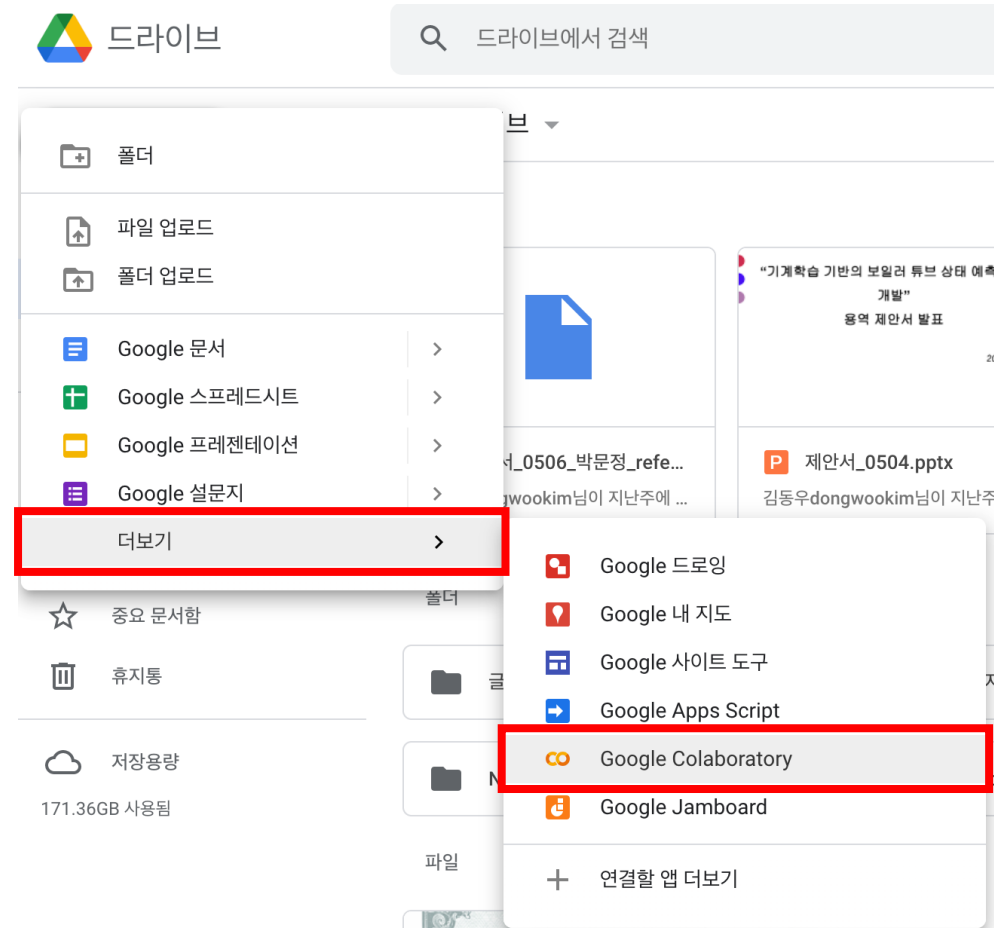 드라이브
드라이브에서 검색
브
폴더
파일 업로드
폴더 업로드
Google 문서
Google 스프레드시트
Google 프레젠테이션
Google 설문지
더보기
“기계학습 기반의 보일러 튜브 상태 예측
개발”
용역 제안서 발표
20
서_0506_박문정_refe...
gwookim님이 지난주에 ...
P 제안서_0504.pptx
김동우dongwookim님이 지난주
Google 드로잉
Google 내 지도
Google 사이트 도구
Google Apps Script
Google Colaboratory
Google Jamboard
연결할 앱 더보기
중요 문서함
휴지통
저장용량
171.36GB 사용됨
폴더
글
N
파일